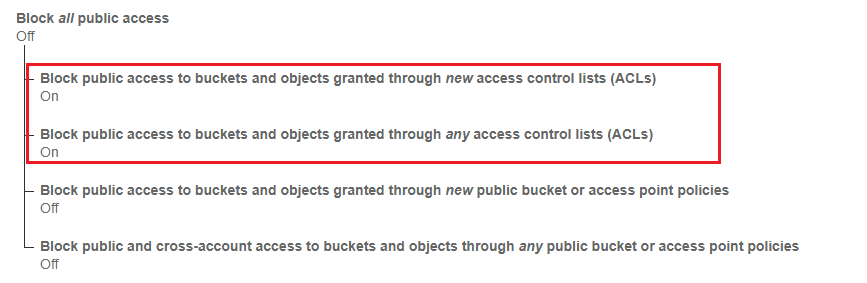 Block all public access
Off
Block public access to buckets and objects granted through new access control lists (ACLs)
On
Block public access to buckets and objects granted through any access control lists (ACLs)
On
Block public access to buckets and objects granted through new public bucket or access point policies
Off
Block public and cross-account access to buckets and objects through any public bucket or access point policies
Off